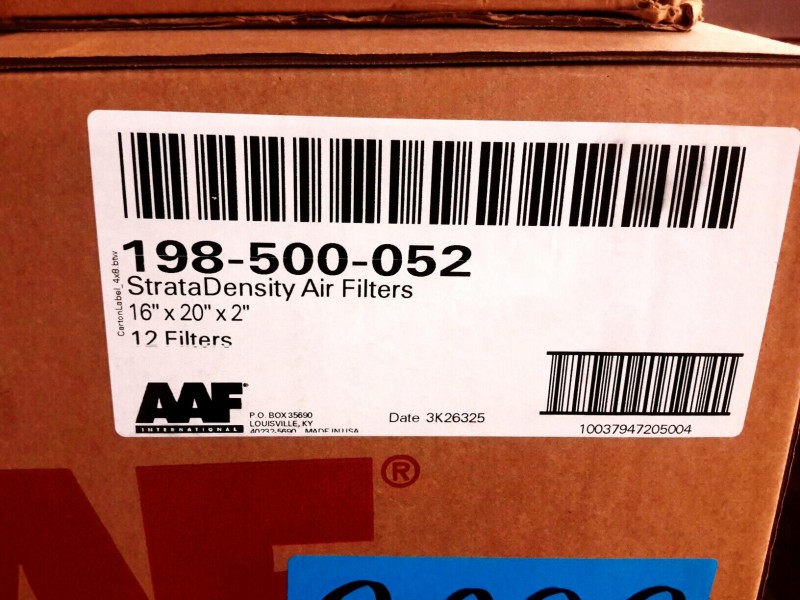 198-500-052
StrataDensity Air Filters
16" x 20" x 2"
12 Filters
CartonLabel_4x8.btw
AAF®
INTERNATIONAL
P.O. BOX 35690
LOUISVILLE, KY
40232-5690 MADE IN USA
Date 3K26325
10037947205004
®